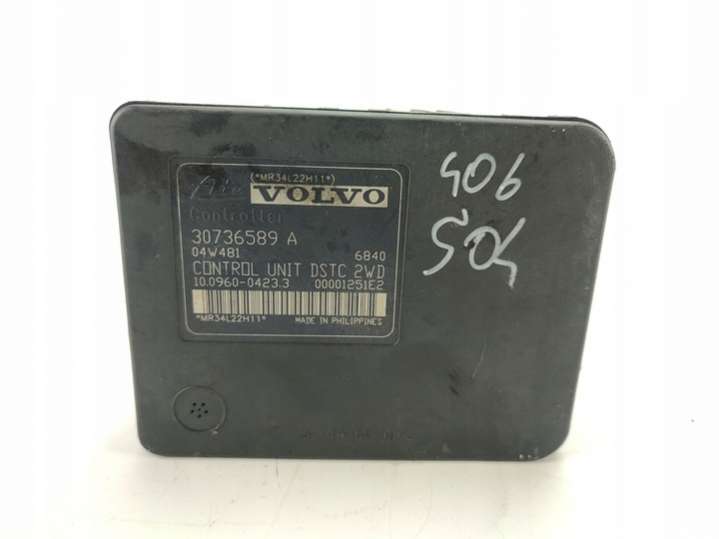 (*MR34L22H11*)
Ate VOLVO
Controller
30736589 A
04W481 6840
CONTROL UNIT DSTC 2WD
10.0960-0423.3 00001251E2
*MR34L22H11* MADE IN PHILIPPINES
406